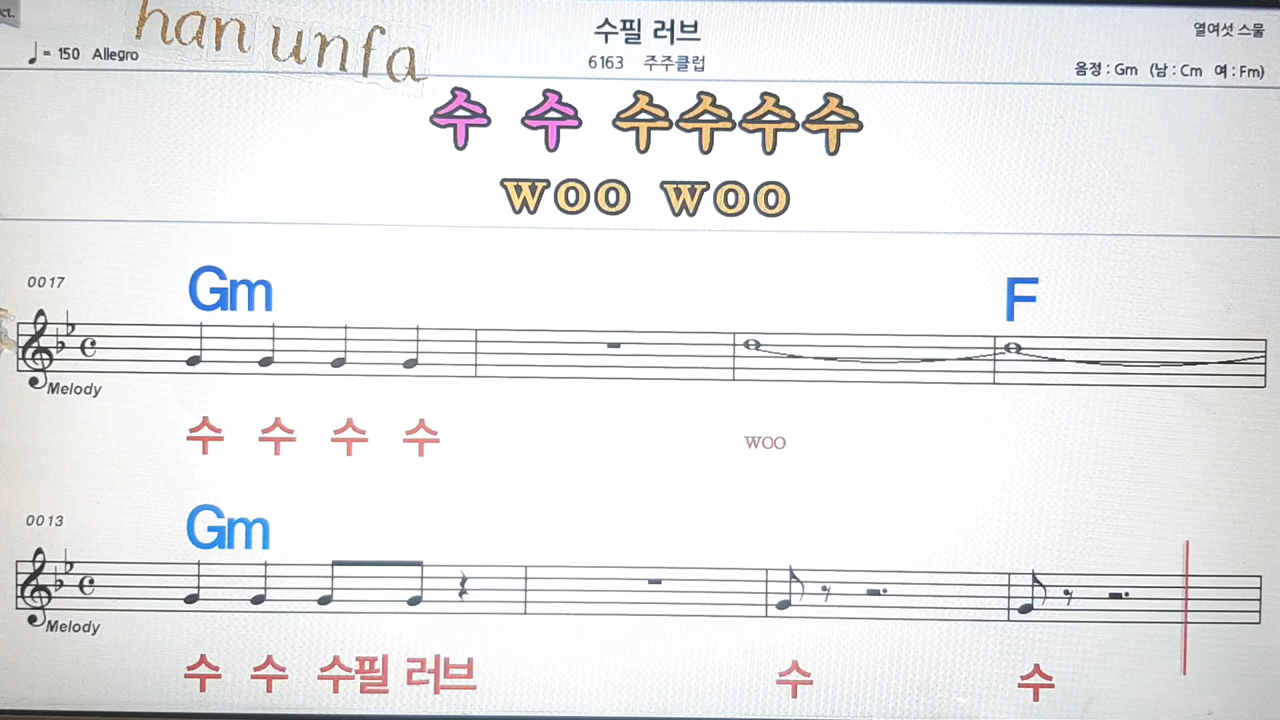 ct.
han unfa
수필 러브
열여섯 스물
♩= 150 Allegro
6163 주주클럽
음정 : Gm (남 : Cm 여 : Fm)
수 수 수수수수
woo woo
0017
Gm F
Melody
수 수 수 수 woo
0013
Gm
Melody
수 수 수필 러브 수 수